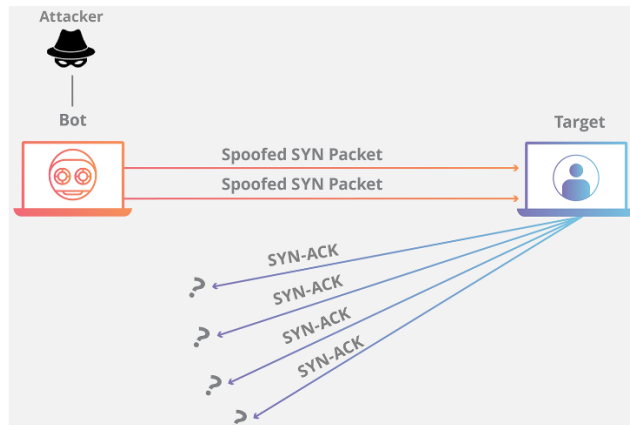 Attacker
Bot
Target
Spoofed SYN Packet
Spoofed SYN Packet
SYN-ACK
?
SYN-ACK
?
SYN-ACK
?
SYN-ACK
?